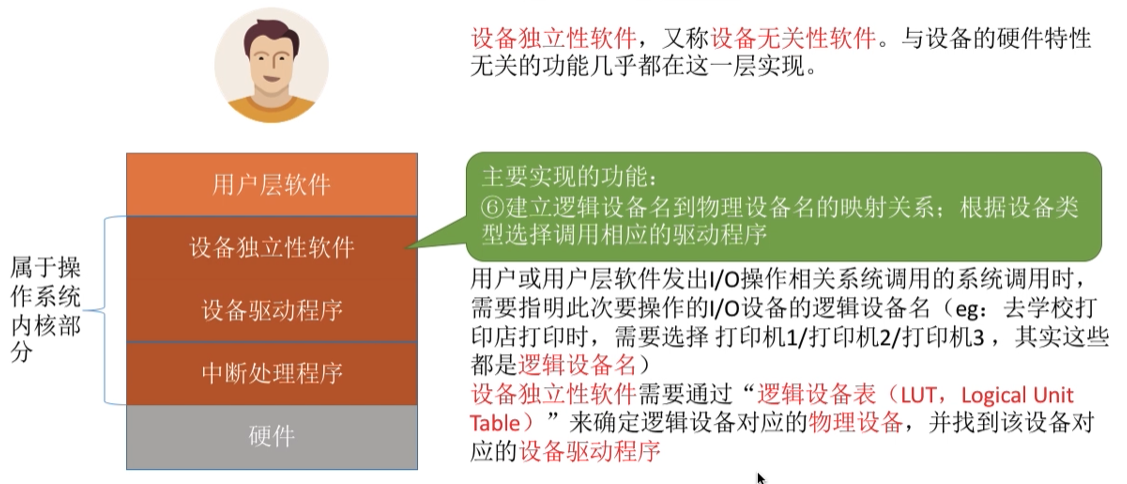 设备独立性软件，又称设备无关性软件。与设备的硬件特性
无关的功能几乎都在这一层实现。
用户层软件
设备独立性软件
设备驱动程序
中断处理程序
硬件
属于操
作系统
内核部
分
主要实现的功能：
⑥建立逻辑设备名到物理设备名的映射关系；根据设备类
型选择调用相应的驱动程序
用户或用户层软件发出I/O操作相关系统调用的系统调用时，
需要指明此次要操作的I/O设备的逻辑设备名（eg：去学校打
印店打印时，需要选择 打印机1/打印机2/打印机3 ，其实这些
都是逻辑设备名）
设备独立性软件需要通过“逻辑设备表（LUT，Logical Unit
Table）”来确定逻辑设备对应的物理设备，并找到该设备对
应的设备驱动程序